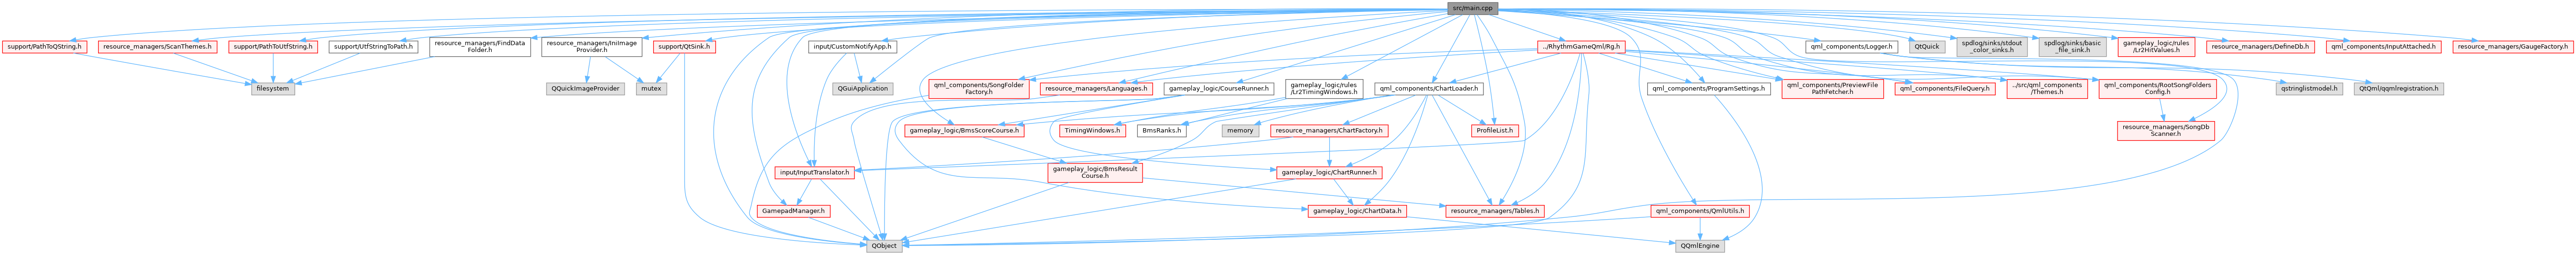 src/main.cpp
support/PathToQString.h
resource_managers/ScanThemes.h
support/PathToUtfString.h
support/UtfStringToPath.h
resource_managers/FindData
Folder.h
resource_managers/IniImage
Provider.h
support/QtSink.h
input/CustomNotifyApp.h
../RhythmGameQml/Rg.h
qml_components/Logger.h
QtQuick
spdlog/sinks/stdout
_color_sinks.h
spdlog/sinks/basic
_file_sink.h
gameplay_logic/rules
/Lr2HitValues.h
resource_managers/DefineDb.h
qml_components/InputAttached.h
resource_managers/GaugeFactory.h
filesystem
QQuickImageProvider
mutex
QGuiApplication
qml_components/SongFolder
Factory.h
resource_managers/Languages.h
gameplay_logic/CourseRunner.h
gameplay_logic/rules
/Lr2TimingWindows.h
qml_components/ChartLoader.h
qml_components/ProgramSettings.h
qml_components/PreviewFile
PathFetcher.h
qml_components/FileQuery.h
../src/qml_components
/Themes.h
qml_components/RootSongFolders
Config.h
qstringlistmodel.h
QtQml/qqmlregistration.h
gameplay_logic/BmsScoreCourse.h
TimingWindows.h
BmsRanks.h
memory
resource_managers/ChartFactory.h
ProfileList.h
resource_managers/SongDb
Scanner.h
input/InputTranslator.h
gameplay_logic/BmsResult
Course.h
gameplay_logic/ChartRunner.h
GamepadManager.h
gameplay_logic/ChartData.h
resource_managers/Tables.h
qml_components/QmlUtils.h
QObject
QQmlEngine